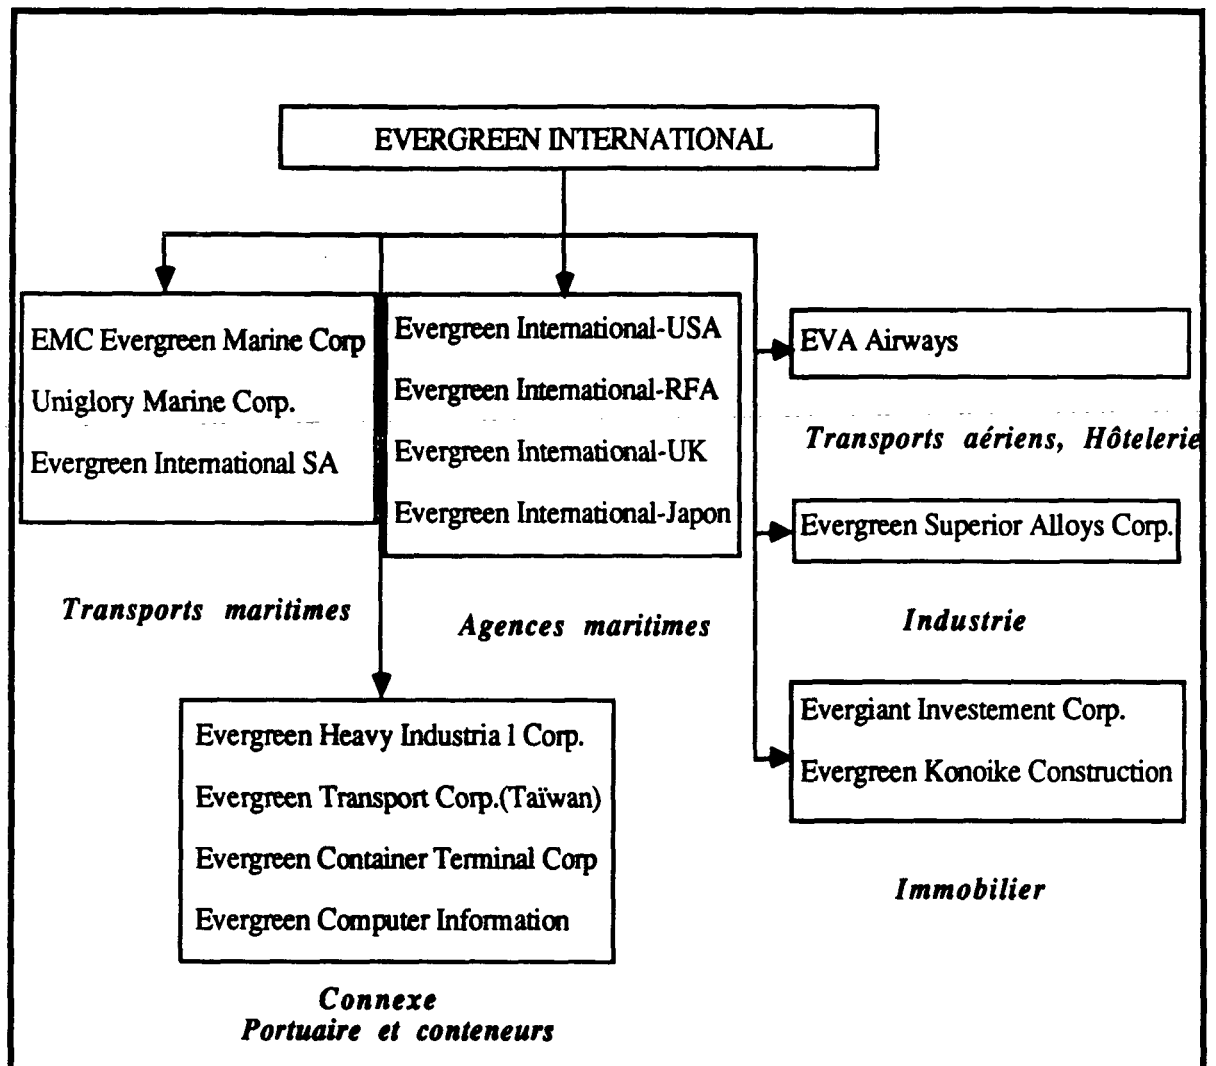 EVERGREEN INTERNATIONAL
EMC Evergreen Marine Corp
Uniglory Marine Corp.
Evergreen International SA
Transports maritimes
Evergreen International-USA
Evergreen International-RFA
Evergreen International-UK
Evergreen International-Japon
Agences maritimes
EVA Airways
Transports aériens, Hôtelerie
Evergreen Superior Alloys Corp.
Industrie
Evergiant Investement Corp.
Evergreen Konoike Construction
Immobilier
Evergreen Heavy Industria l Corp.
Evergreen Transport Corp.(Taïwan)
Evergreen Container Terminal Corp
Evergreen Computer Information
Connexe
Portuaire et conteneurs